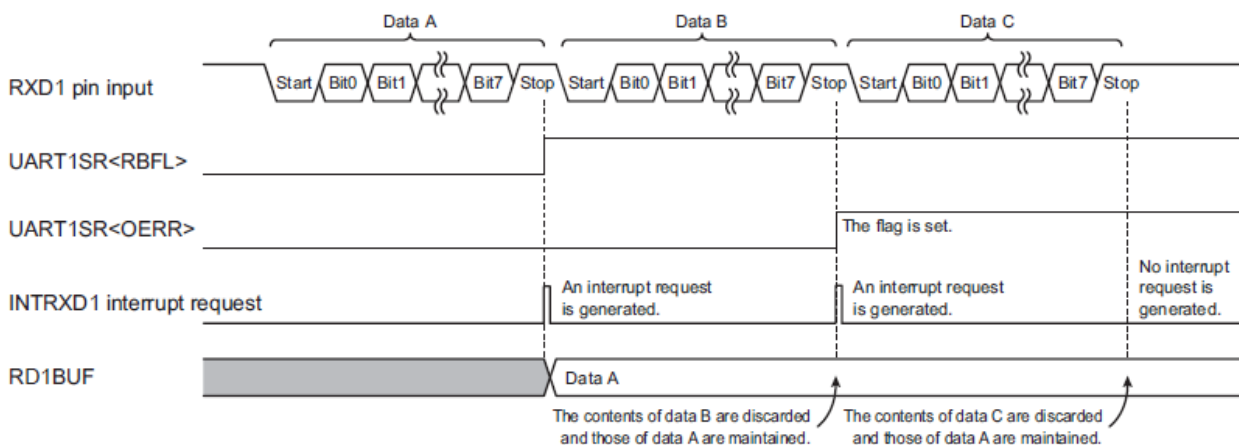 Data A Data B Data C
RXD1 pin input Start Bit0 Bit1 Bit7 Stop Start Bit0 Bit1 Bit7 Stop Start Bit0 Bit1 Bit7 Stop
UART1SR<RBFL>
UART1SR<OERR> The flag is set.
INTRXD1 interrupt request
An interrupt request
is generated.
An interrupt request
is generated.
No interrupt
request is
generated.
RD1BUF Data A
The contents of data B are discarded
and those of data A are maintained.
The contents of data C are discarded
and those of data A are maintained.